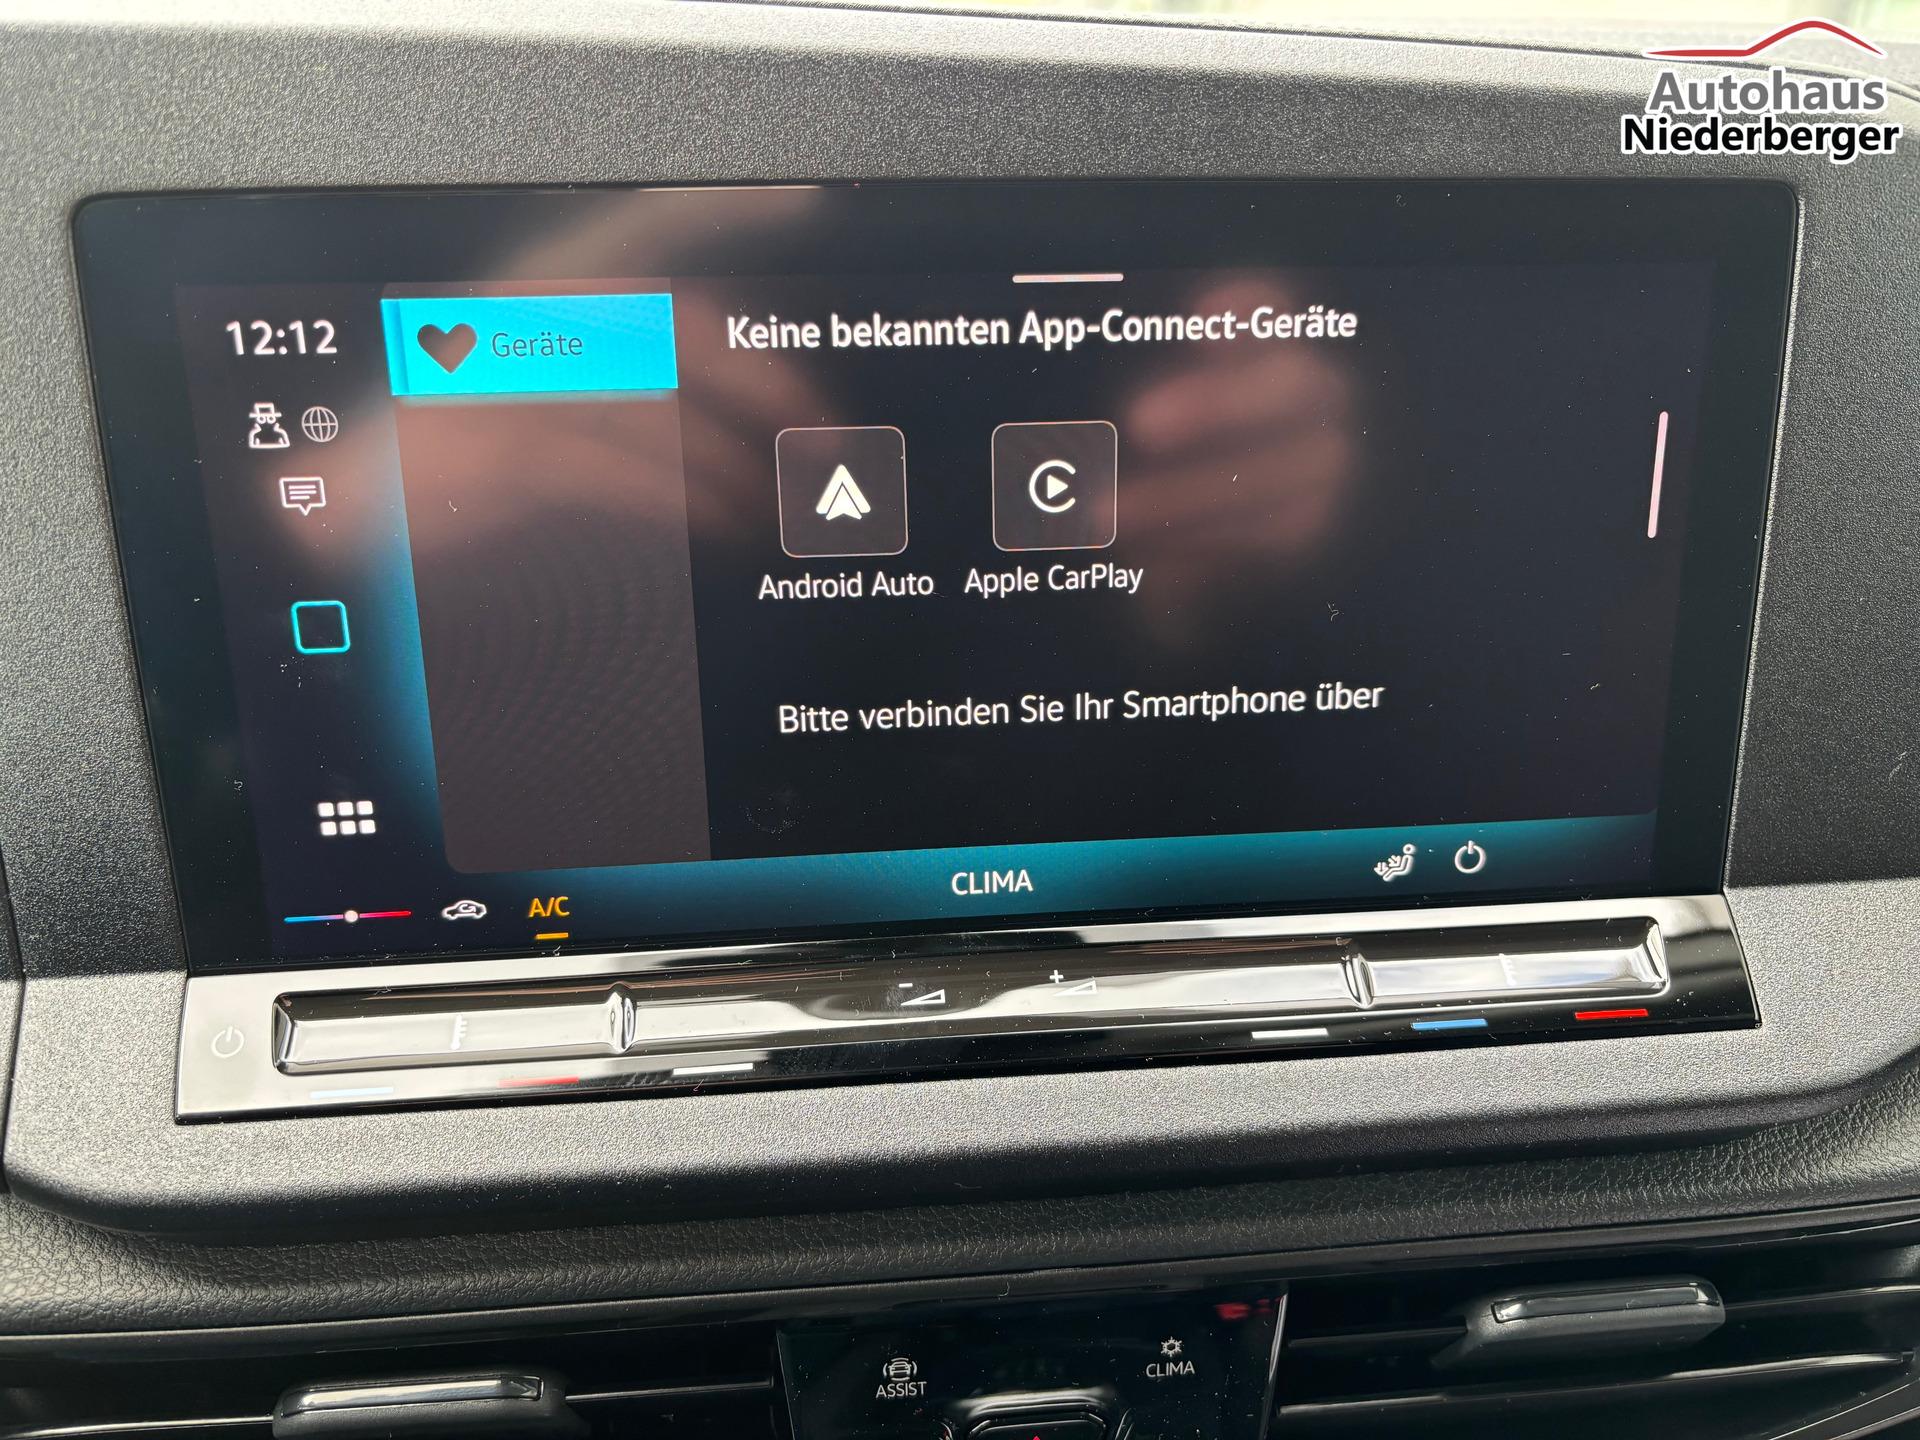 Autohaus
Niederberger
12:12
Geräte
Keine bekannten App-Connect-Geräte
Android Auto
Apple CarPlay
Bitte verbinden Sie Ihr Smartphone über
A/C
CLIMA
ASSIST
CLIMA